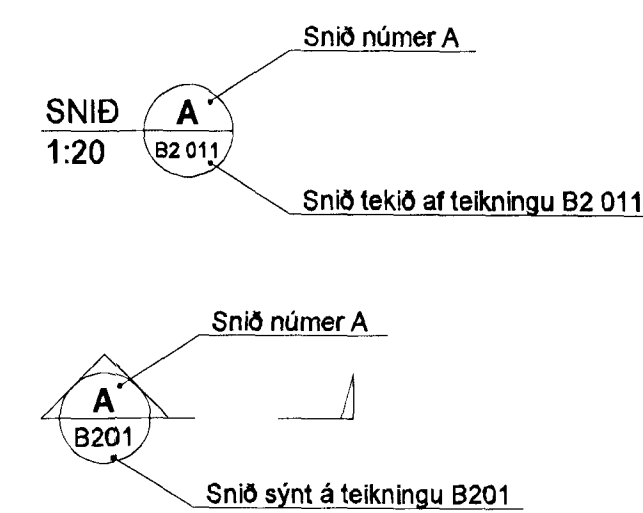 Snið númer A
SNIÐ
A
1:20
B2 011
Snið tekið af teikningu B2 011
Snið númer A
A
B201
Snið sýnt á teikningu B201